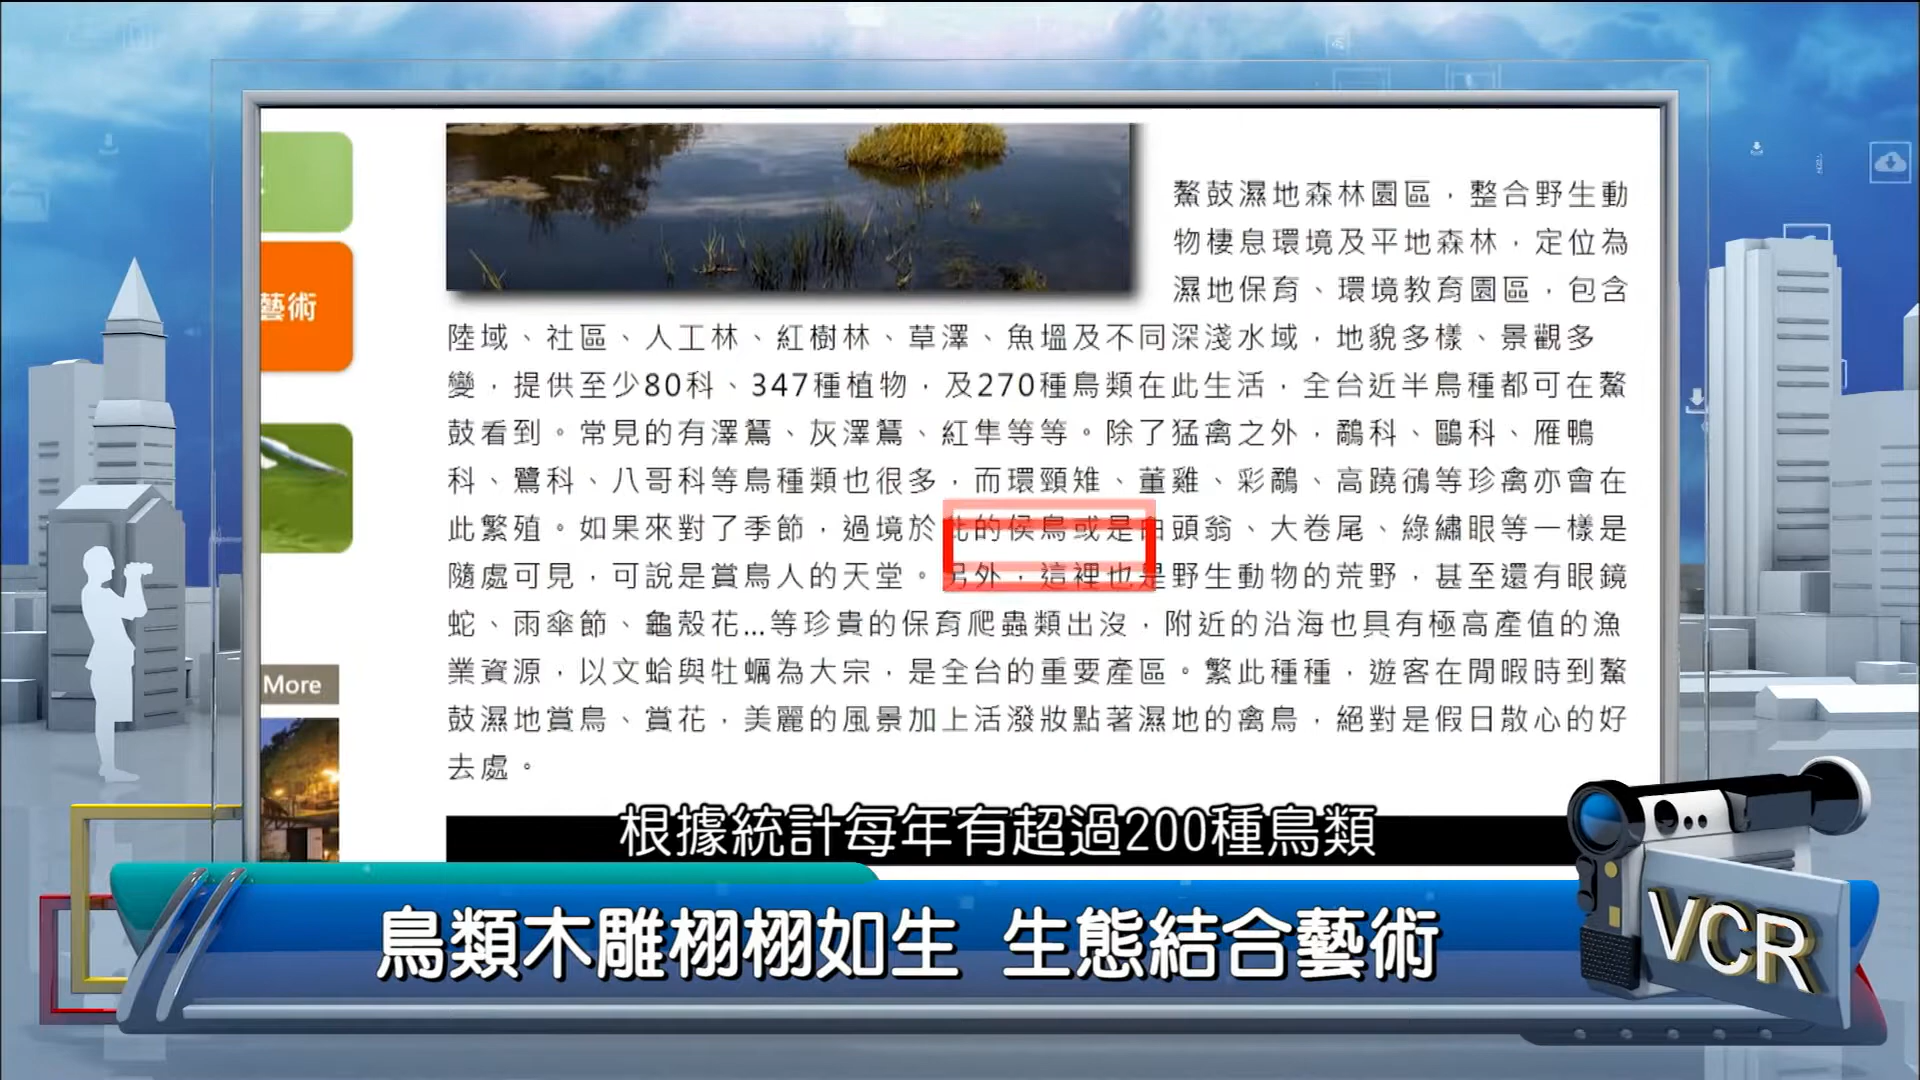 鰲鼓濕地森林園區，整合野生動
物棲息環境及平地森林，定位為
濕地保育、環境教育園區，包含
陸域、社區、人工林、紅樹林、草澤、魚塭及不同深淺水域，地貌多樣、景觀多
變，提供至少80科、347種植物，及270種鳥類在此生活，全台近半鳥種都可在鰲
鼓看到。常見的有澤鵟、灰澤鵟、紅隼等等。除了猛禽之外，鷸科、鷗科、雁鴨
科、鷺科、八哥科等鳥種類也很多，而環頸雉、董雞、彩鷸、高蹺鴴等珍禽亦會在
此繁殖。如果來對了季節，過境於此的侯鳥或是白頭翁、大卷尾、綠繡眼等一樣是
隨處可見，可說是賞鳥人的天堂。另外，這裡也是野生動物的荒野，甚至還有眼鏡
蛇、雨傘節、龜殼花...等珍貴的保育爬蟲類出沒，附近的沿海也具有極高產值的漁
業資源，以文蛤與牡蠣為大宗，是全台的重要產區。繁此種種，遊客在閒暇時到鰲
鼓濕地賞鳥、賞花，美麗的風景加上活潑妝點著濕地的禽鳥，絕對是假日散心的好
去處。
藝術
More
根據統計每年有超過200種鳥類
鳥類木雕栩栩如生 生態結合藝術
VCR